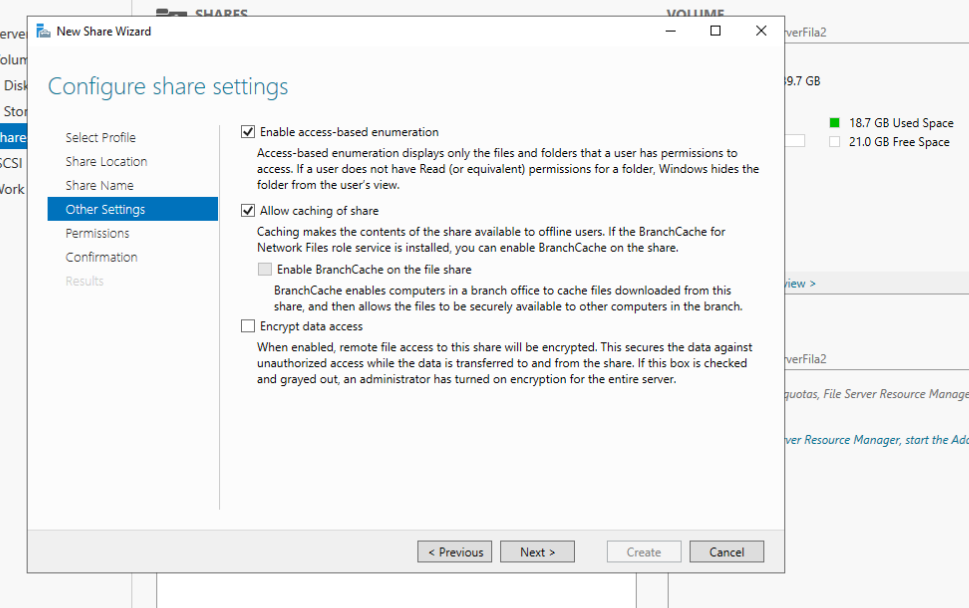 SHARES
VOLUME
New Share Wizard
Configure share settings
Select Profile
Share Location
Share Name
Other Settings
Permissions
Confirmation
Results
Enable access-based enumeration
Access-based enumeration displays only the files and folders that a user has permissions to
access. If a user does not have Read (or equivalent) permissions for a folder, Windows hides the
folder from the user's view.
Allow caching of share
Caching makes the contents of the share available to offline users. If the BranchCache for
Network Files role service is installed, you can enable BranchCache on the share.
Enable BranchCache on the file share
BranchCache enables computers in a branch office to cache files downloaded from this
share, and then allows the files to be securely available to other computers in the branch.
Encrypt data access
When enabled, remote file access to this share will be encrypted. This secures the data against
unauthorized access while the data is transferred to and from the share. If this box is checked
and grayed out, an administrator has turned on encryption for the entire server.
< Previous
Next >
Create
Cancel
verFila2
9.7 GB
18.7 GB Used Space
21.0 GB Free Space
view >
verFila2
quotas, File Server Resource Manage
ver Resource Manager, start the Add